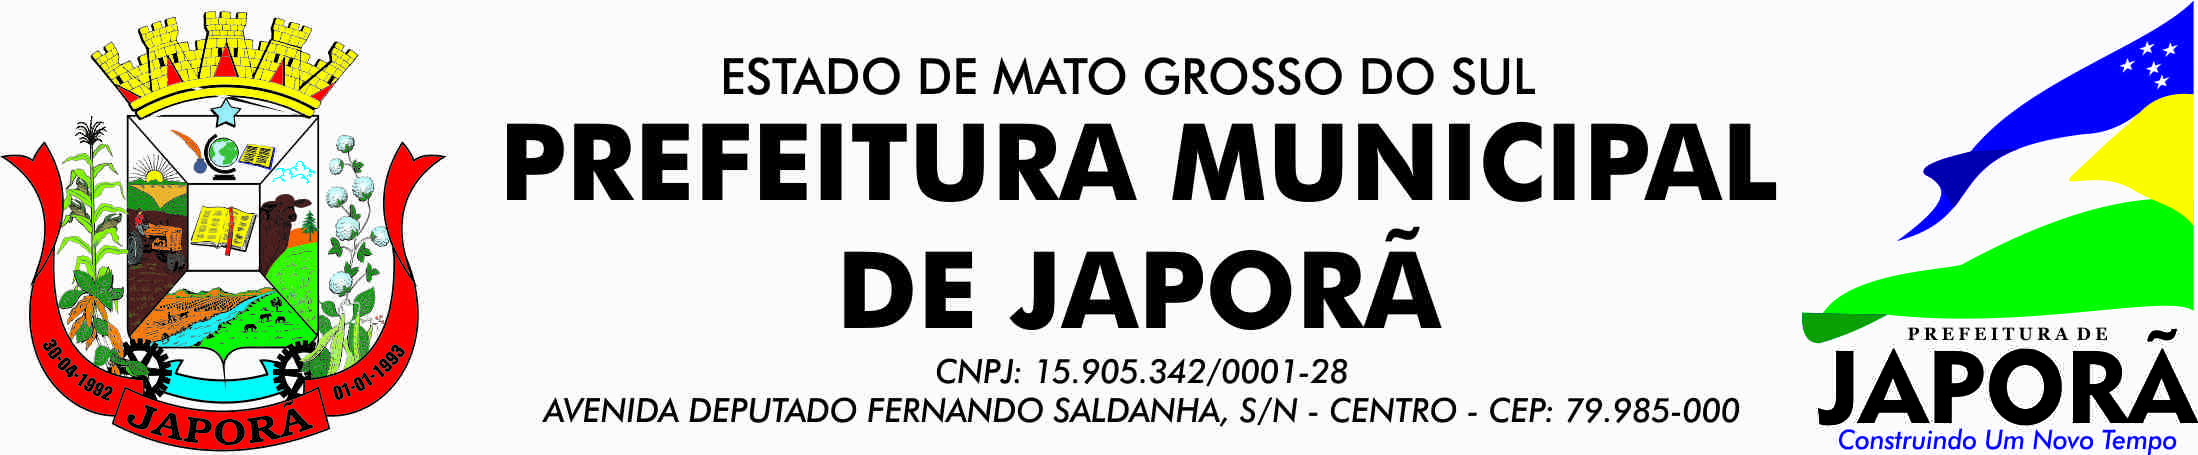 ESTADO DE MATO GROSSO DO SUL
PREFEITURA MUNICIPAL
DE JAPORÃ
CNPJ: 15.905.342/0001-28
AVENIDA DEPUTADO FERNANDO SALDANHA, S/N - CENTRO - CEP: 79.985-000
30-04-1992
01-01-1993
JAPORÃ
PREFEITURA DE
JAPORÃ
Construindo Um Novo Tempo